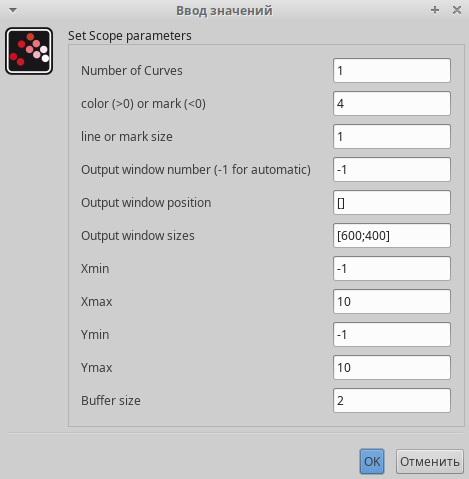 Ввод значений
Set Scope parameters
Number of Curves 1
color (>0) or mark (<0) 4
line or mark size 1
Output window number (-1 for automatic) -1
Output window position []
Output window sizes [600;400]
Xmin -1
Xmax 10
Ymin -1
Ymax 10
Buffer size 2
OK Отменить